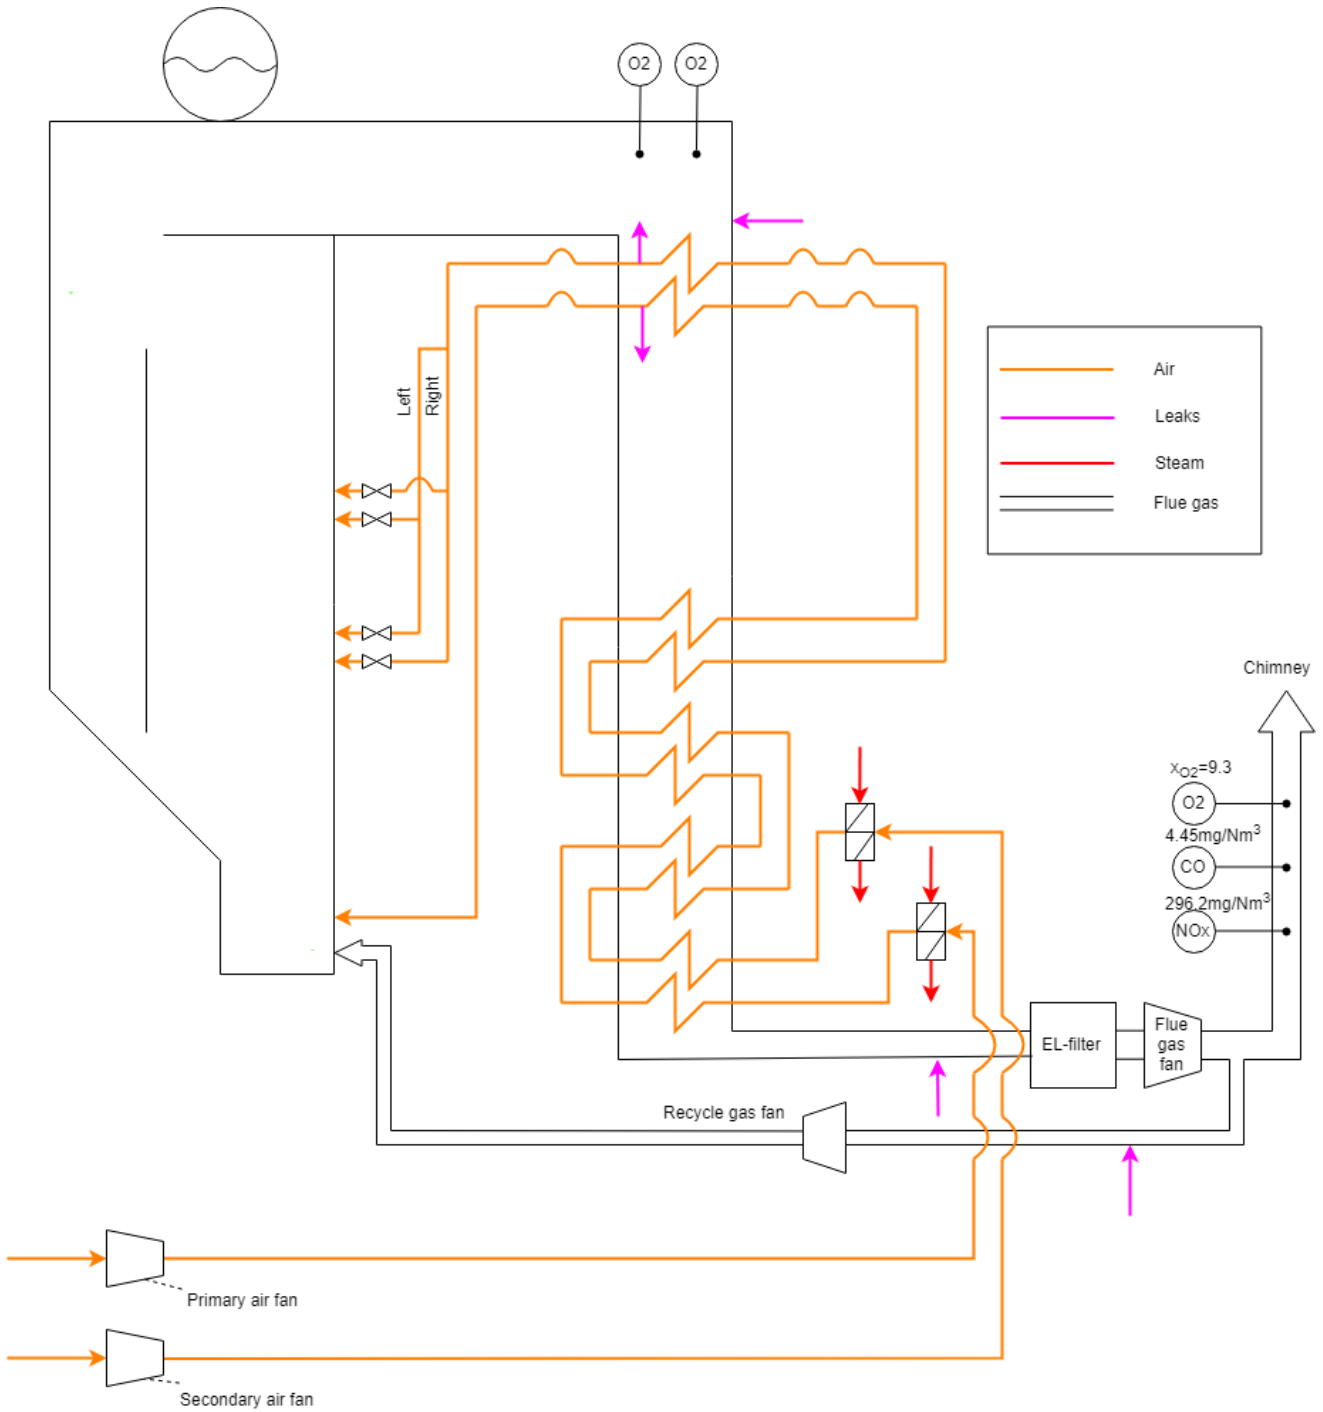 O2
O2
Air
Leaks
Steam
Flue gas
Left
Right
Chimney
xO2=9.3
O2
4.45mg/Nm3
CO
296.2mg/Nm3
NOx
EL-filter
Flue
gas
fan
Recycle gas fan
Primary air fan
Secondary air fan